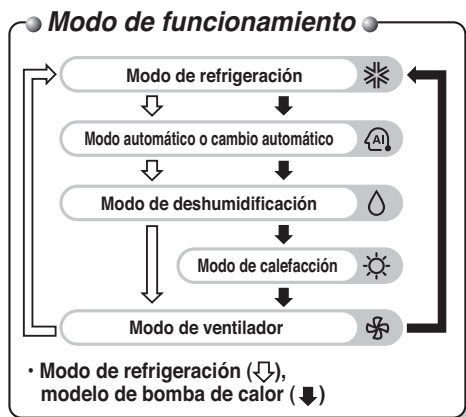 Modo de funcionamiento
Modo de refrigeración
Modo automático o cambio automático
AI
Modo de deshumidificación
Modo de calefacción
Modo de ventilador
• Modo de refrigeración (⇩),
modelo de bomba de calor (⬇)